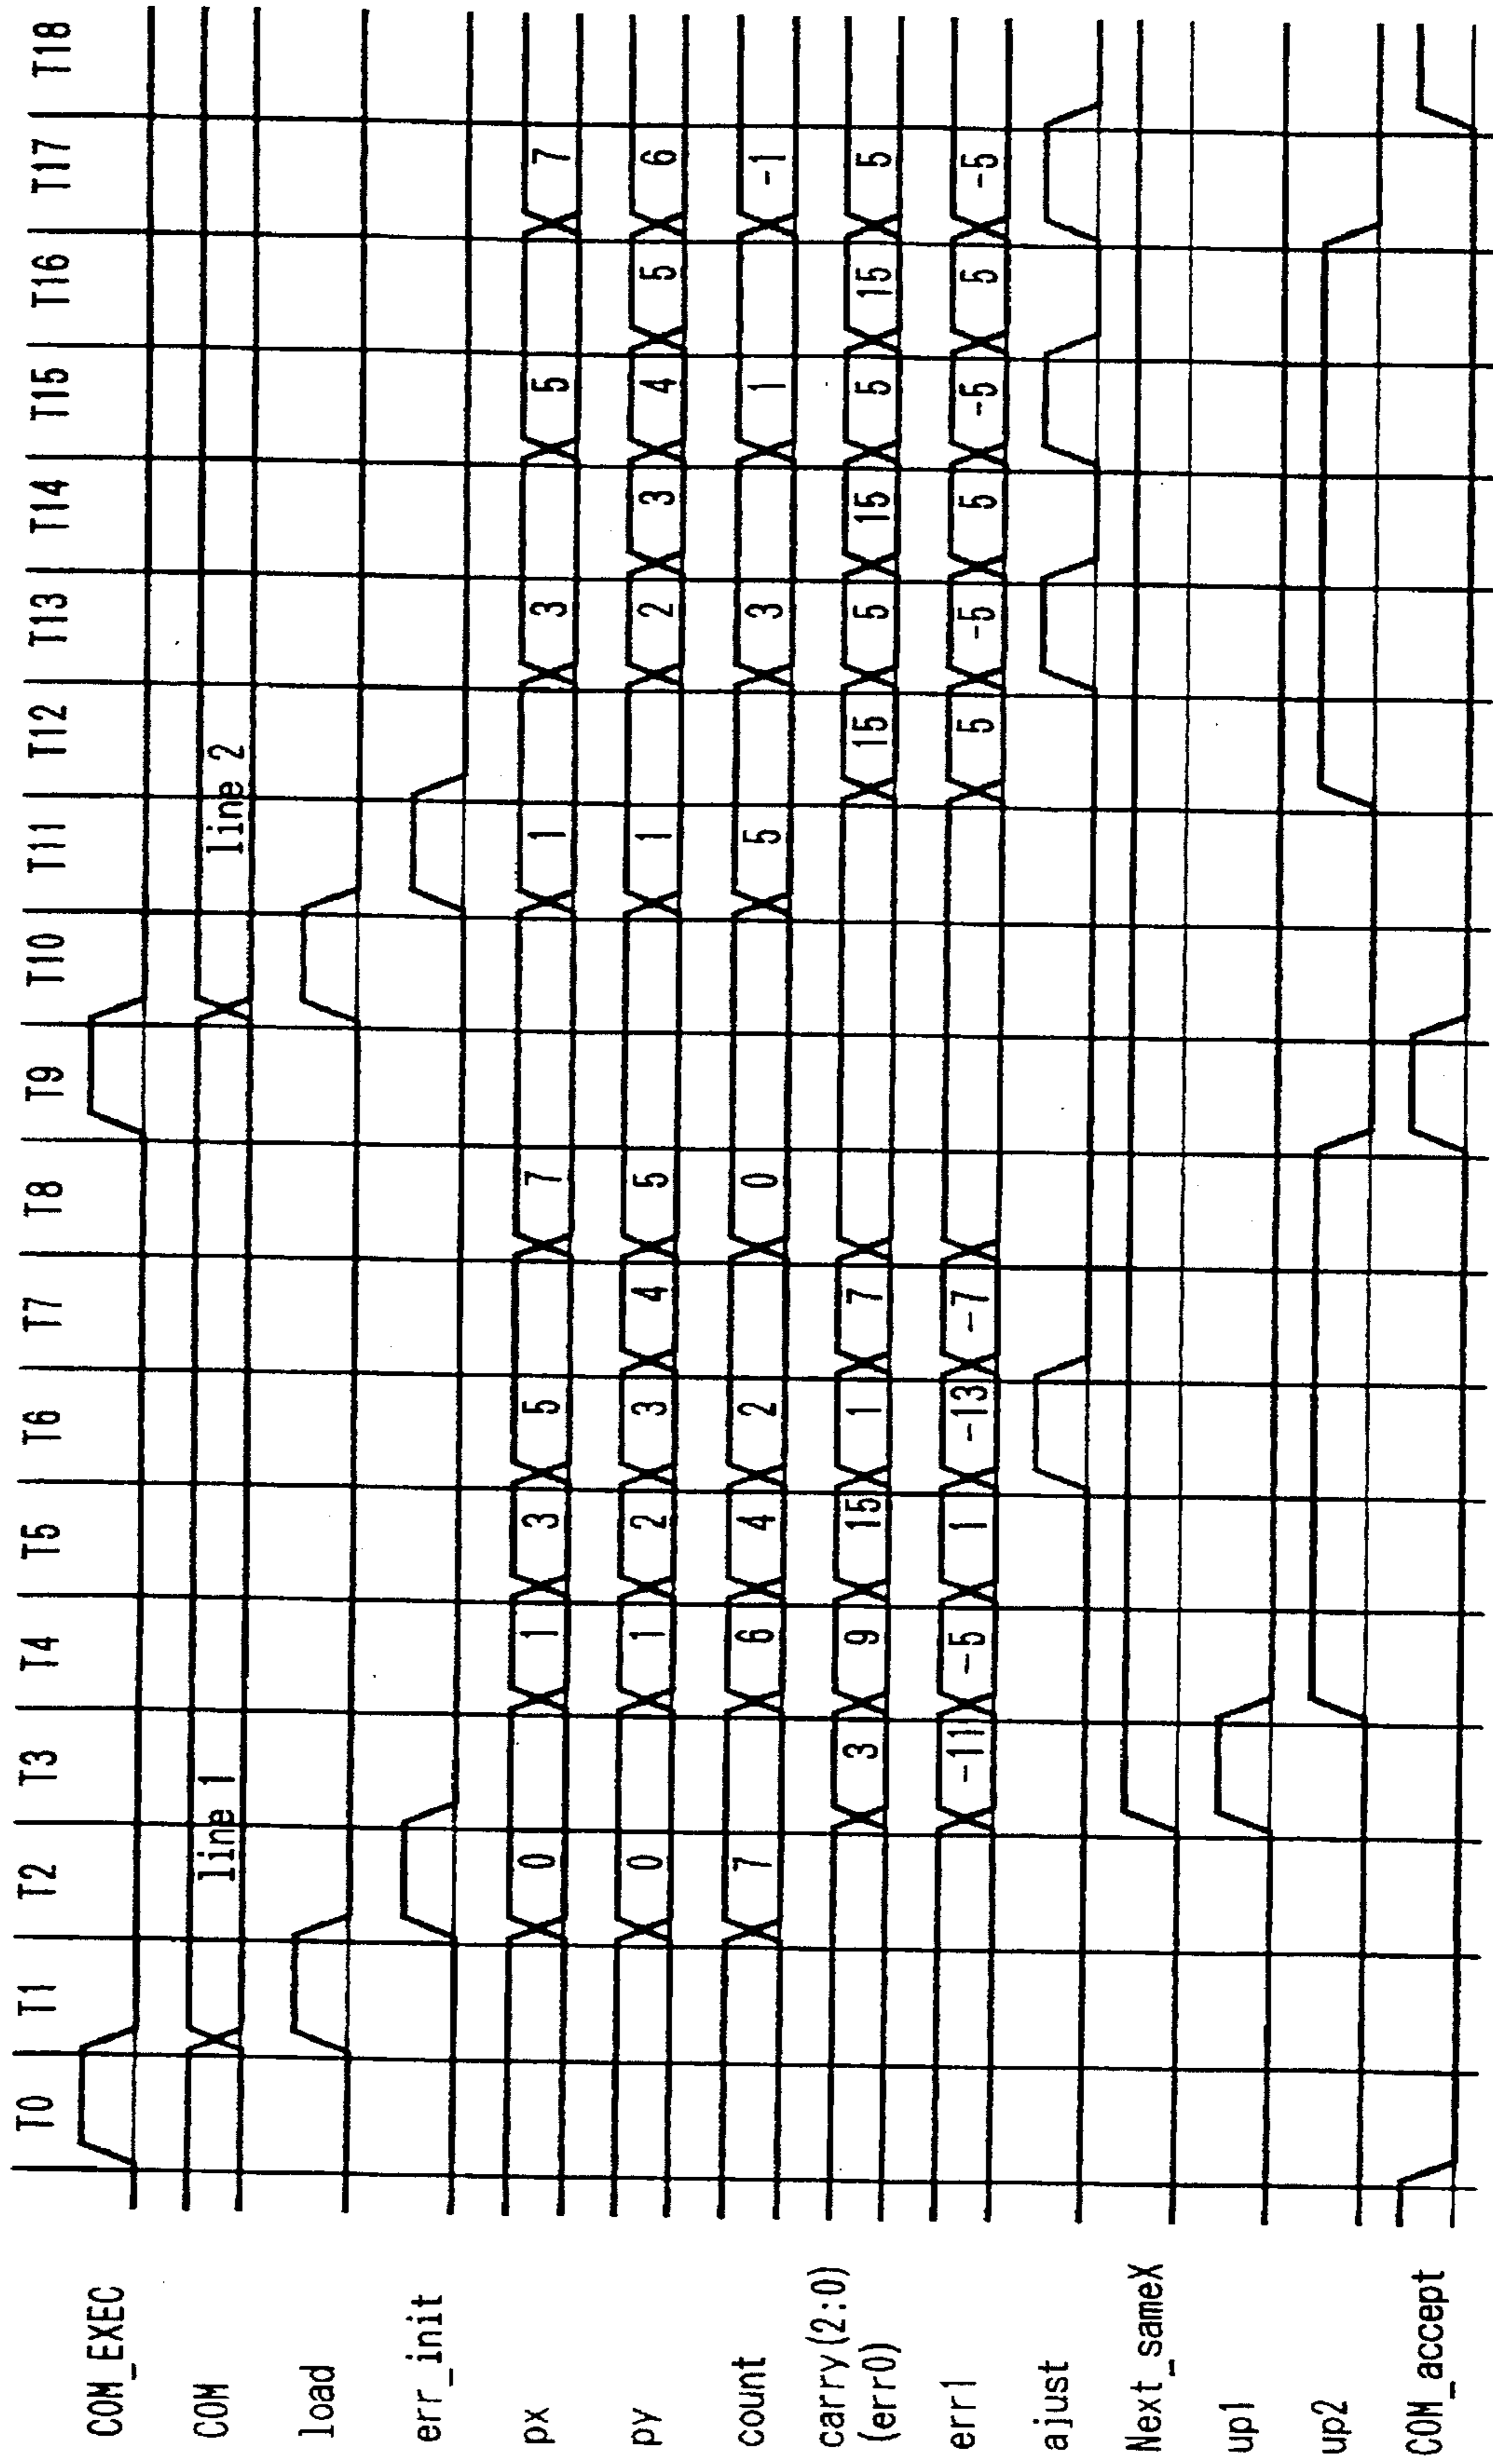 T0 T1 T2 T3 T4 T5 T6 T7 T8 T9 T10 T11 T12 T13 T14 T15 T16 T17 T18
COM_EXEC
COM line 1 line 2
load
err_init
px 0 1 3 5 7 1 3 5 7
py 0 1 2 3 4 5 1 2 3 4 5 6
count 7 6 4 2 0 5 3 1 -1
carry(2:0)
(err0) 3 9 15 1 7 15 5 15 5 15 5
err1 -11 -5 1 -13 -7 5 -5 5 -5 5 -5
ajust
Next_sameX
up1
up2
COM_accept